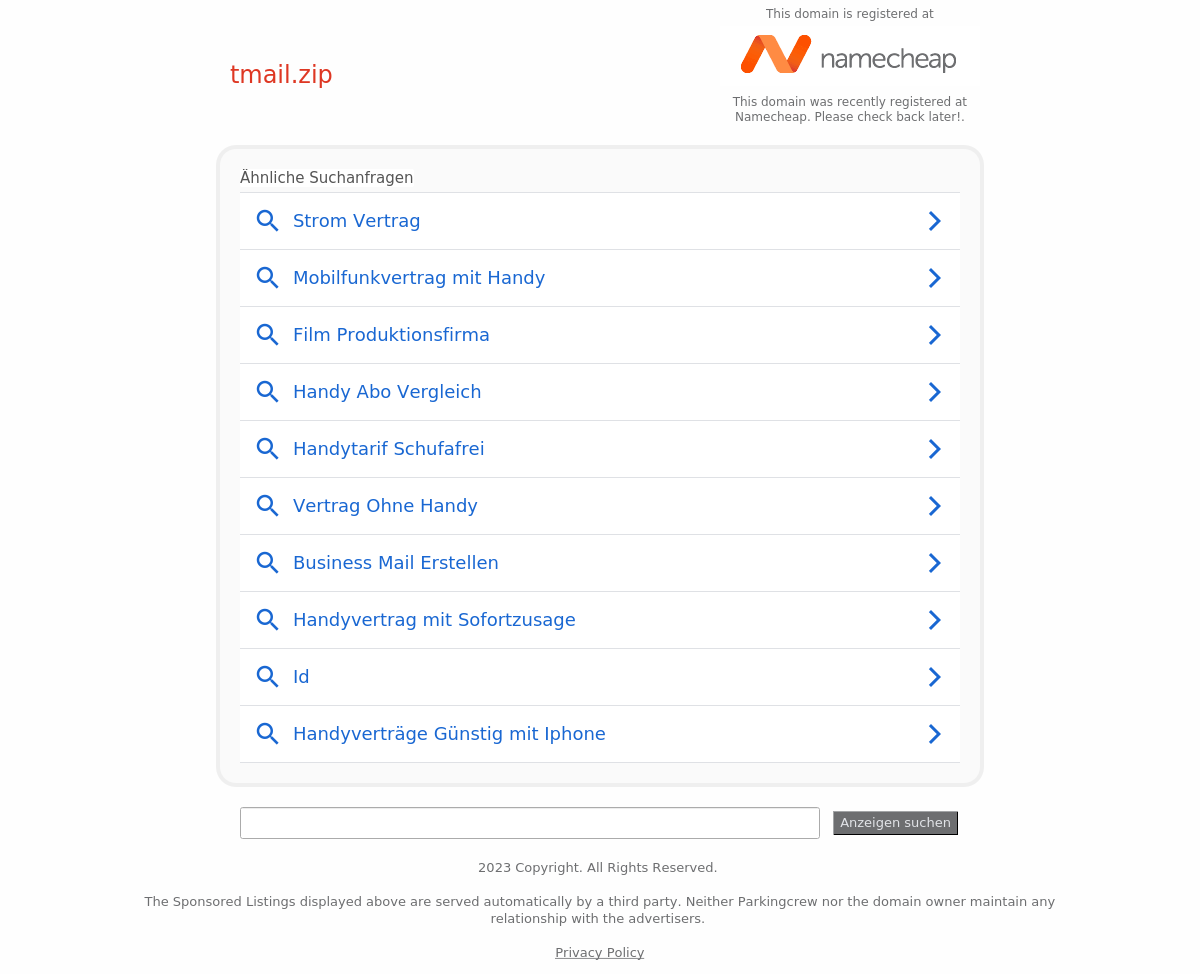 This domain is registered at
namecheap
tmail.zip
This domain was recently registered at
Namecheap. Please check back later!.
Ähnliche Suchanfragen
Strom Vertrag
Mobilfunkvertrag mit Handy
Film Produktionsfirma
Handy Abo Vergleich
Handytarif Schufafrei
Vertrag Ohne Handy
Business Mail Erstellen
Handyvertrag mit Sofortzusage
Id
Handyverträge Günstig mit Iphone
Anzeigen suchen
2023 Copyright. All Rights Reserved.
The Sponsored Listings displayed above are served automatically by a third party. Neither Parkingcrew nor the domain owner maintain any
relationship with the advertisers.
Privacy Policy